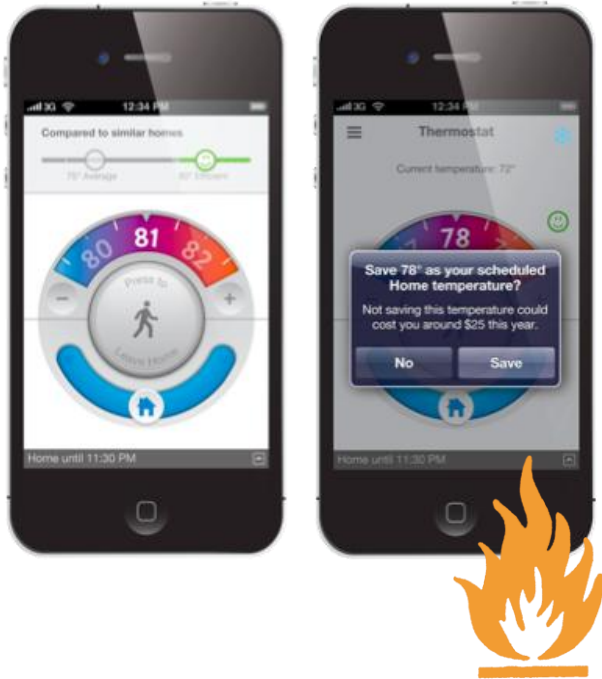 3G 12:34 PM
Compared to similar homes
78° Average 80° Efficient
80 81 82
Press to
Leave Home
Home until 11:30 PM
3G 12:34 PM
Thermostat
Current temperature: 72°
78
Save 78° as your scheduled
Home temperature?
Not saving this temperature could
cost you around $25 this year.
No Save
Home until 11:30 PM